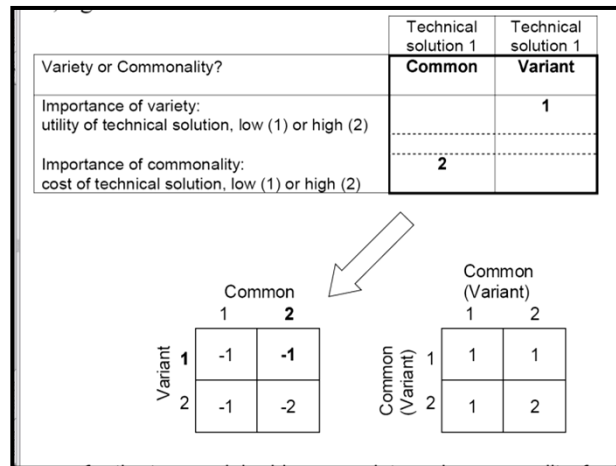 Technical Technical
solution 1 solution 1
Variety or Commonality? Common Variant
Importance of variety: 1
utility of technical solution, low (1) or high (2)
Importance of commonality: 2
cost of technical solution, low (1) or high (2)
Common
1 2
Variant
1 -1 -1
2 -1 -2
Common
(Variant)
1 2
Common
(Variant)
1 1 1
2 1 2